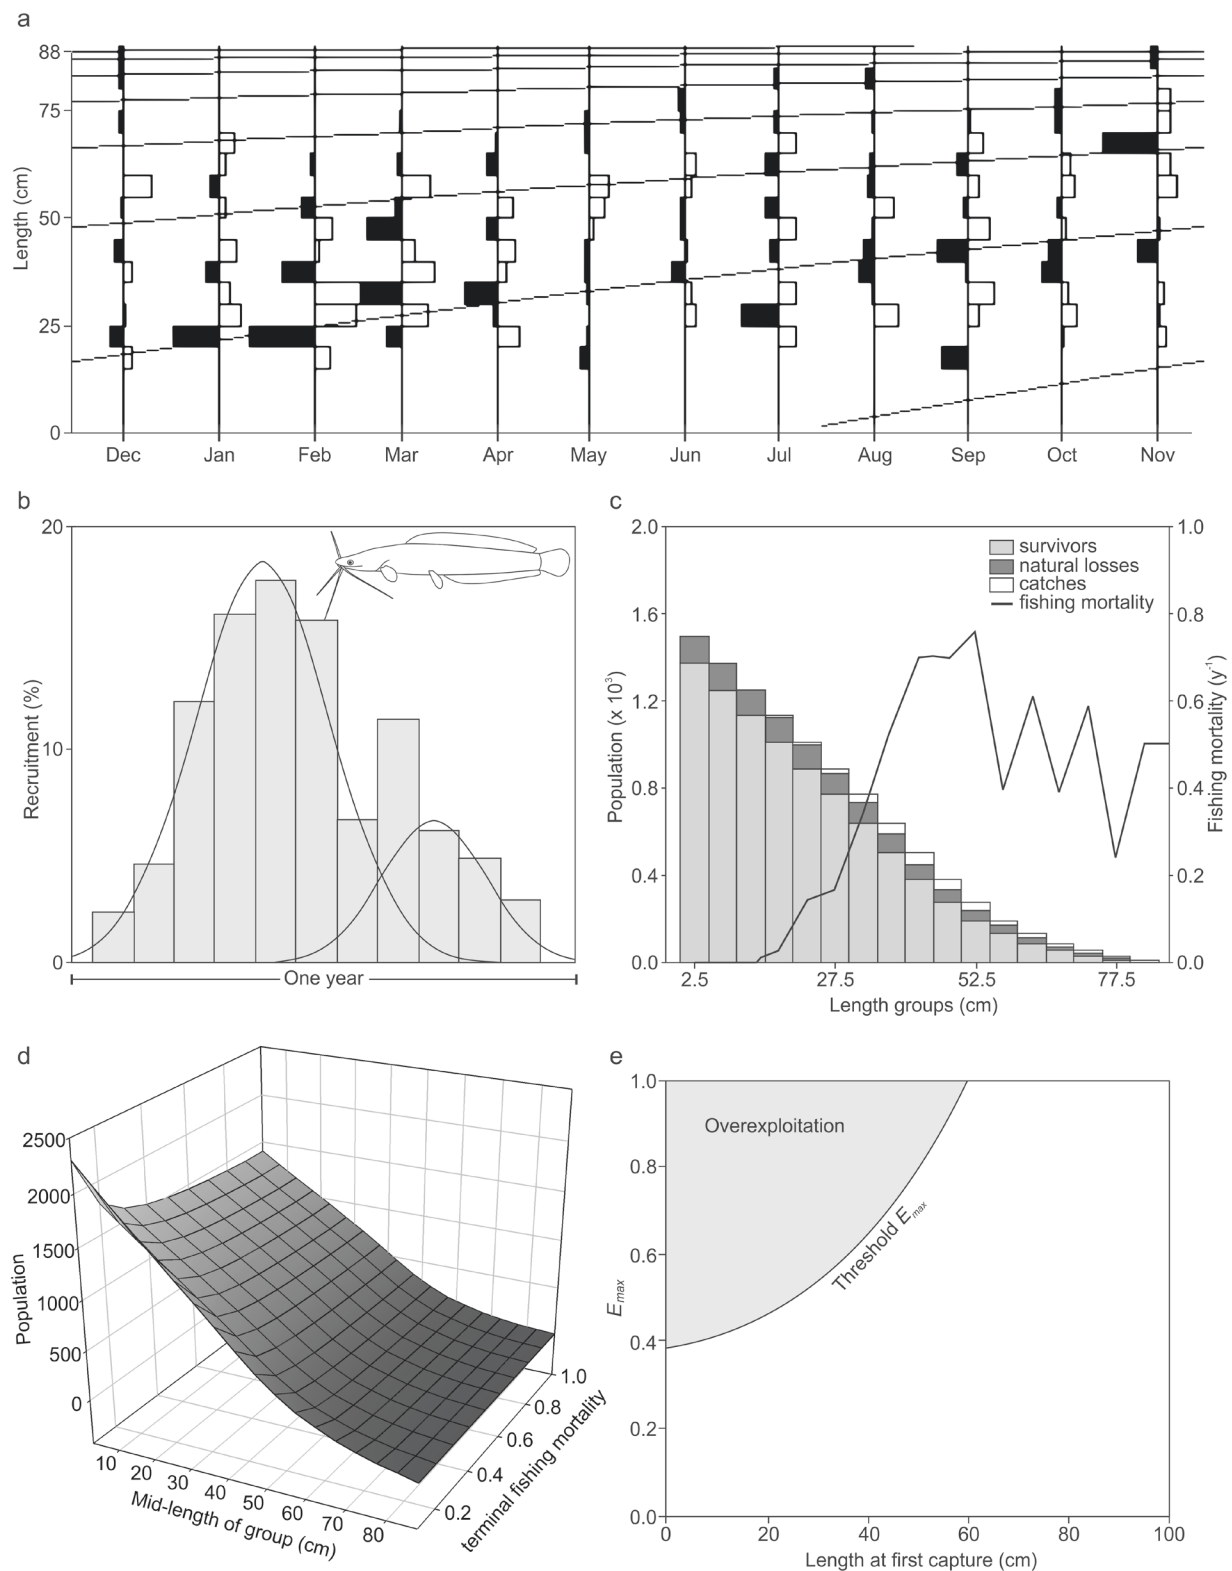 a
88
75
50
25
0
Length (cm)
Dec Jan Feb Mar Apr May Jun Jul Aug Sep Oct Nov
b
20
10
0
Recruitment (%)
One year
c
2.0
1.6
1.2
0.8
0.4
0.0
Population (x 10³)
survivors
natural losses
catches
fishing mortality
1.0
0.8
0.6
0.4
0.2
0.0
Fishing mortality (y⁻¹)
2.5 27.5 52.5 77.5
Length groups (cm)
d
2500
2000
1500
1000
500
0
Population
10 20 30 40 50 60 70 80
Mid-length of group (cm)
0.2 0.4 0.6 0.8 1.0
terminal fishing mortality
e
1.0
0.8
0.6
0.4
0.2
0.0
Emax
Overexploitation
Threshold Emax
0 20 40 60 80 100
Length at first capture (cm)